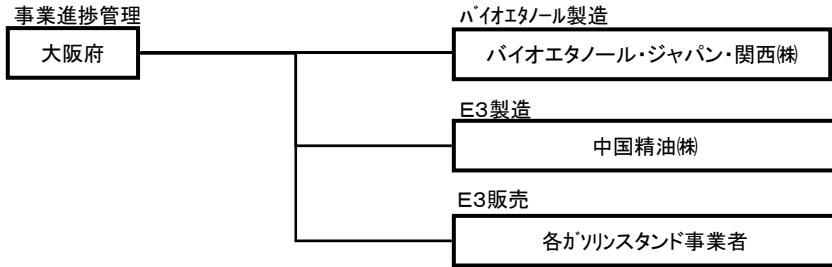 事業進捗管理
大阪府
ﾊﾞｲｵｴﾀﾉｰﾙ製造
バイオエタノール・ジャパン・関西㈱
Ｅ３製造
中国精油㈱
Ｅ３販売
各ｶﾞｿﾘﾝスタンド事業者